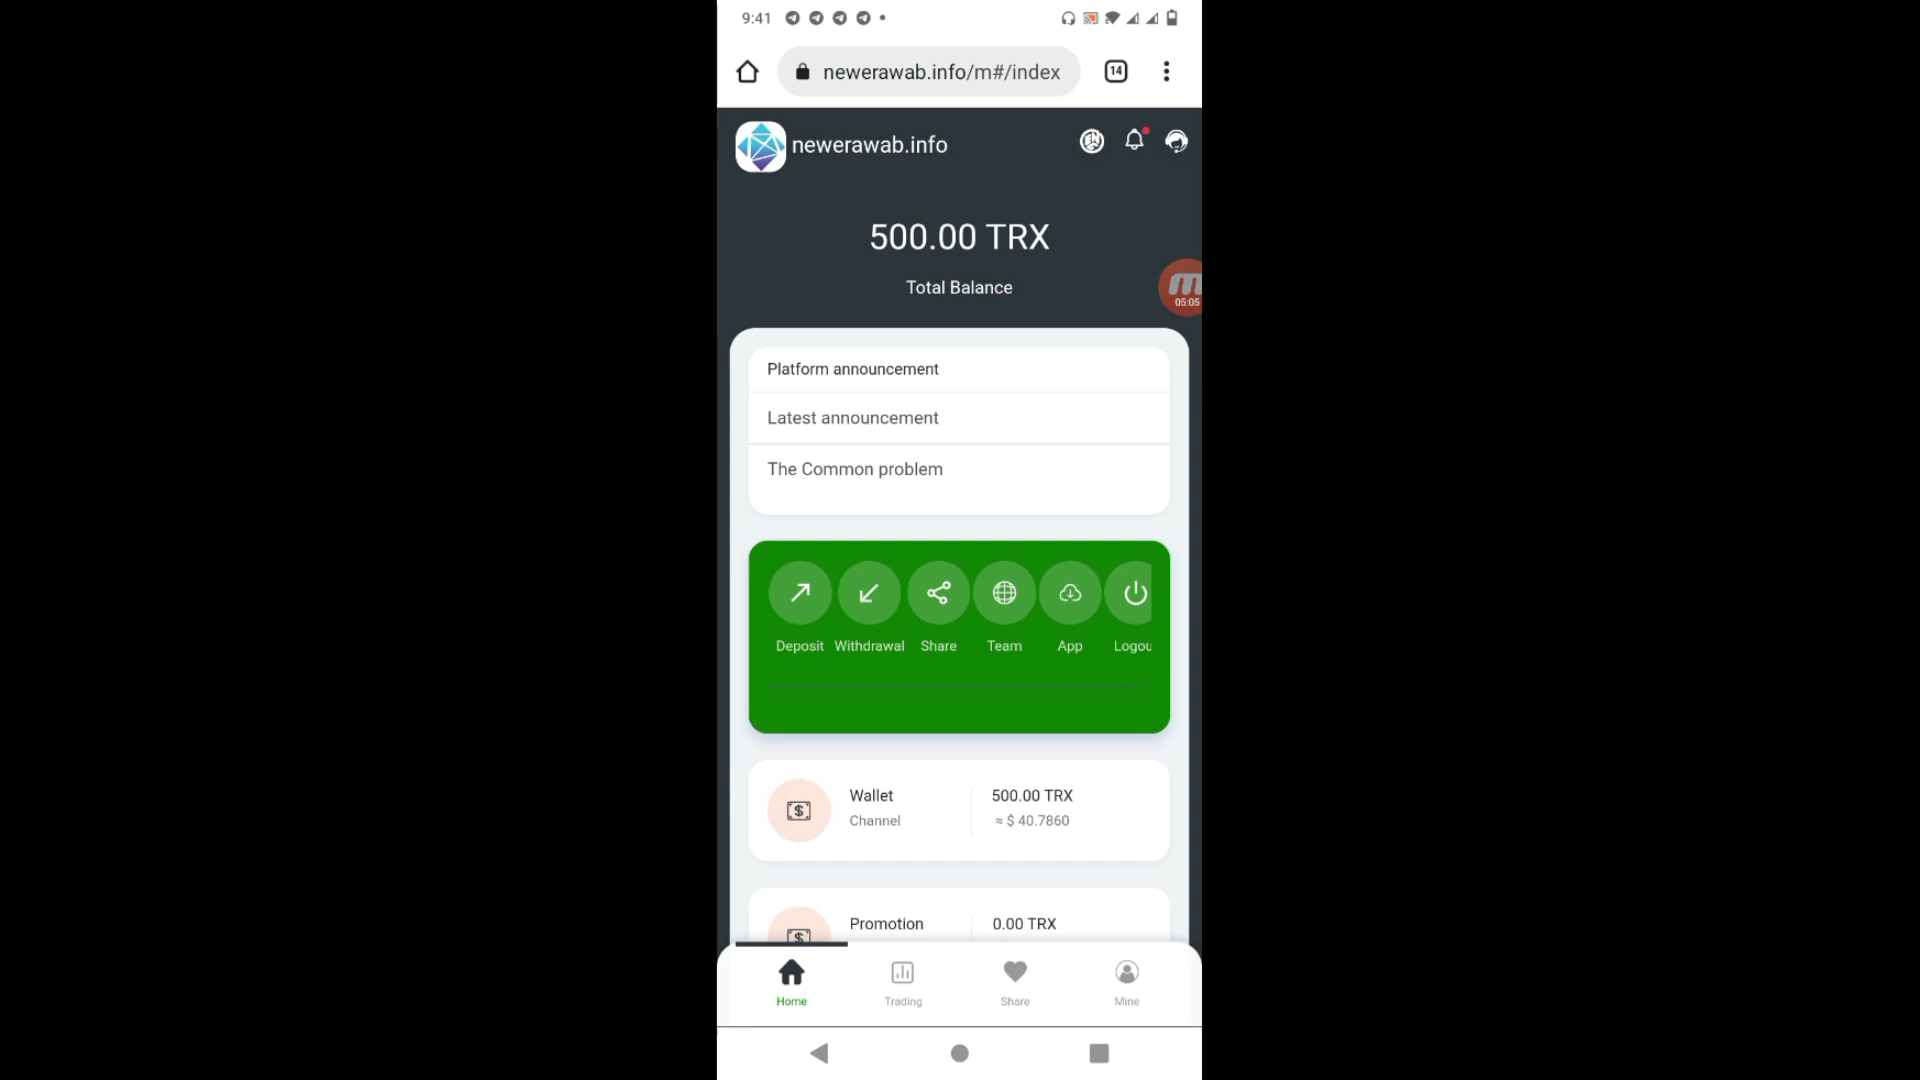 9:41
newerawab.info/m#/index
14
newerawab.info
500.00 TRX
Total Balance
05:05
Platform announcement
Latest announcement
The Common problem
Deposit Withdrawal Share Team App Logou
Wallet 500.00 TRX
Channel ≈ $ 40.7860
Promotion 0.00 TRX
Home Trading Share Mine